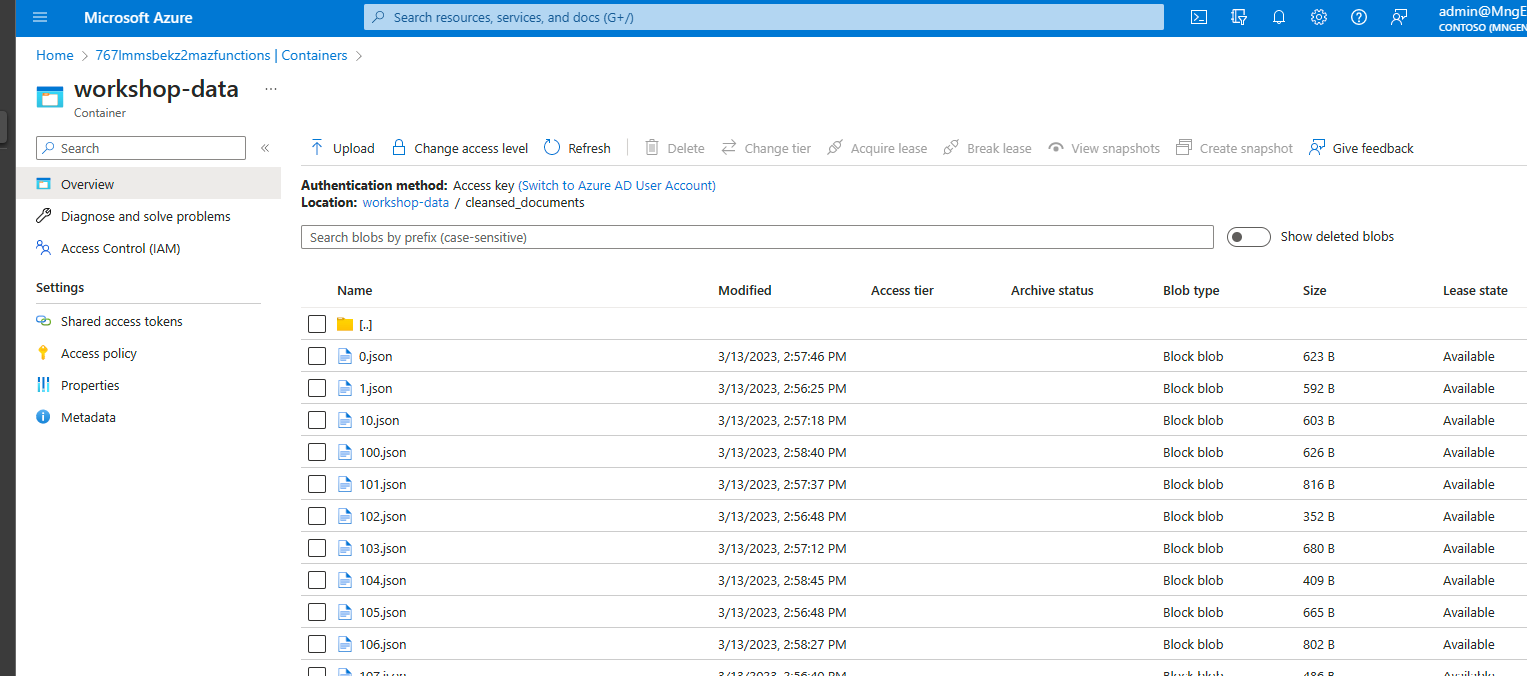 Microsoft Azure
Search resources, services, and docs (G+/)
admin@MngE
CONTOSO (MNGEN
Home > 767lmmsbekz2mazfunctions | Containers >
workshop-data ...
Container
Search «
Overview
Diagnose and solve problems
Access Control (IAM)
Settings
Shared access tokens
Access policy
Properties
Metadata
Upload Change access level Refresh Delete Change tier Acquire lease Break lease View snapshots Create snapshot Give feedback
Authentication method: Access key (Switch to Azure AD User Account)
Location: workshop-data / cleansed_documents
Search blobs by prefix (case-sensitive)
Show deleted blobs
Name Modified Access tier Archive status Blob type Size Lease state
[..]
0.json 3/13/2023, 2:57:46 PM Block blob 623 B Available
1.json 3/13/2023, 2:56:25 PM Block blob 592 B Available
10.json 3/13/2023, 2:57:18 PM Block blob 603 B Available
100.json 3/13/2023, 2:58:40 PM Block blob 626 B Available
101.json 3/13/2023, 2:57:37 PM Block blob 816 B Available
102.json 3/13/2023, 2:56:48 PM Block blob 352 B Available
103.json 3/13/2023, 2:57:12 PM Block blob 680 B Available
104.json 3/13/2023, 2:58:45 PM Block blob 409 B Available
105.json 3/13/2023, 2:56:48 PM Block blob 665 B Available
106.json 3/13/2023, 2:58:27 PM Block blob 802 B Available